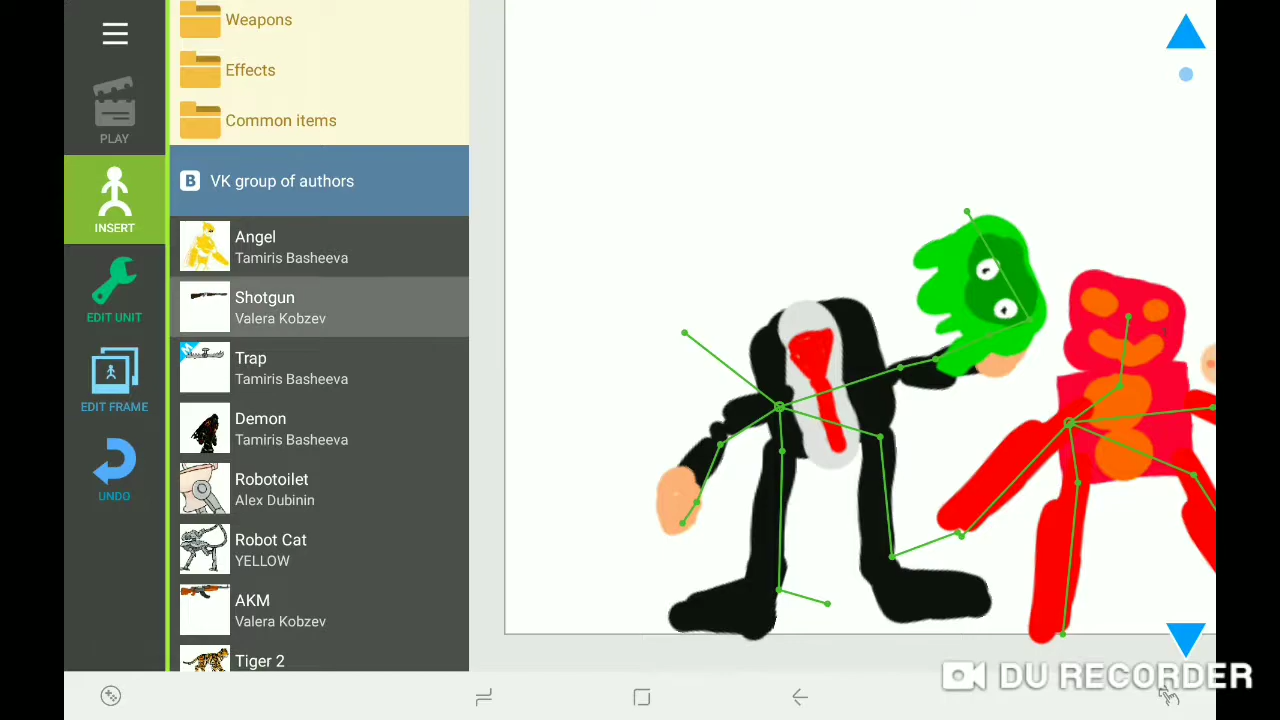 Weapons
Effects
Common items
PLAY
B VK group of authors
INSERT
Angel
Tamiris Basheeva
Shotgun
Valera Kobzev
EDIT UNIT
Trap
Tamiris Basheeva
EDIT FRAME
Demon
Tamiris Basheeva
UNDO
Robotoilet
Alex Dubinin
Robot Cat
YELLOW
AKM
Valera Kobzev
Tiger 2
DU RECORDER